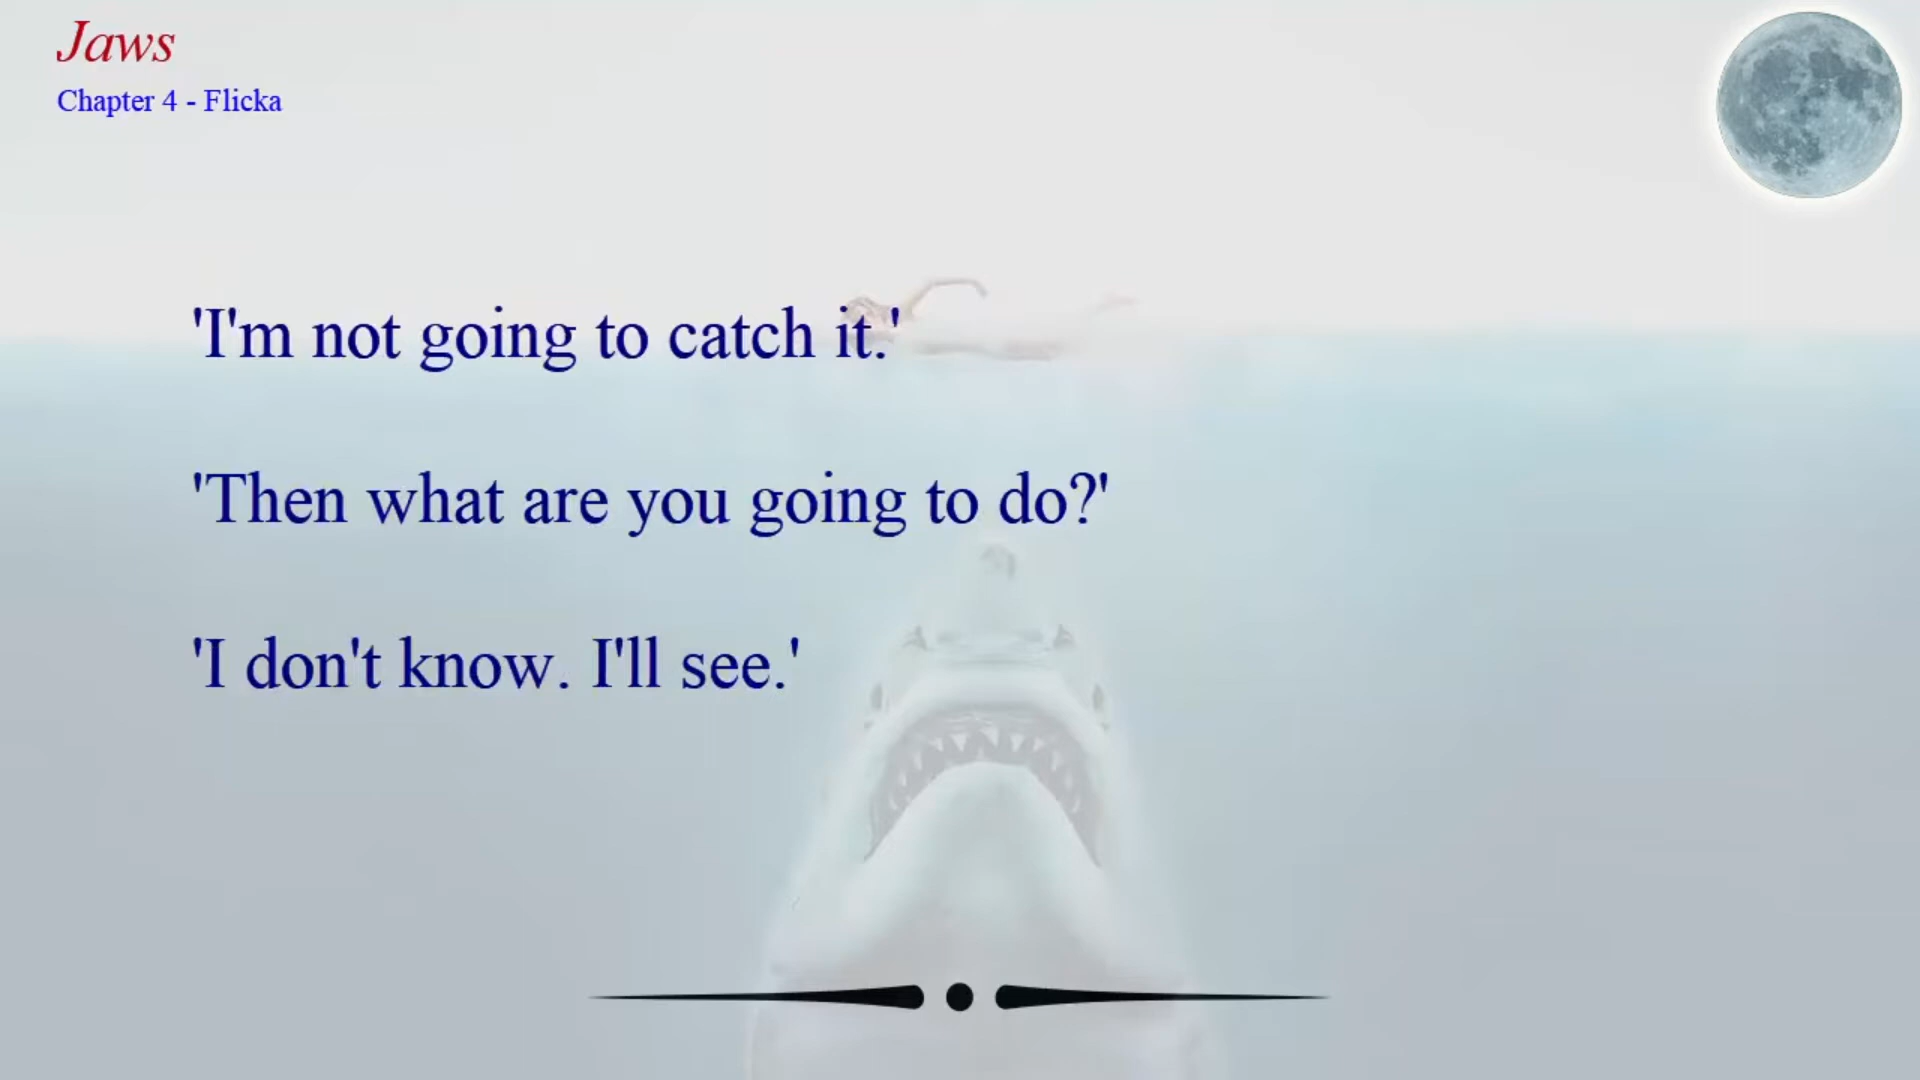 Jaws
Chapter 4 - Flicka
'I'm not going to catch it.'
'Then what are you going to do?'
'I don't know. I'll see.'